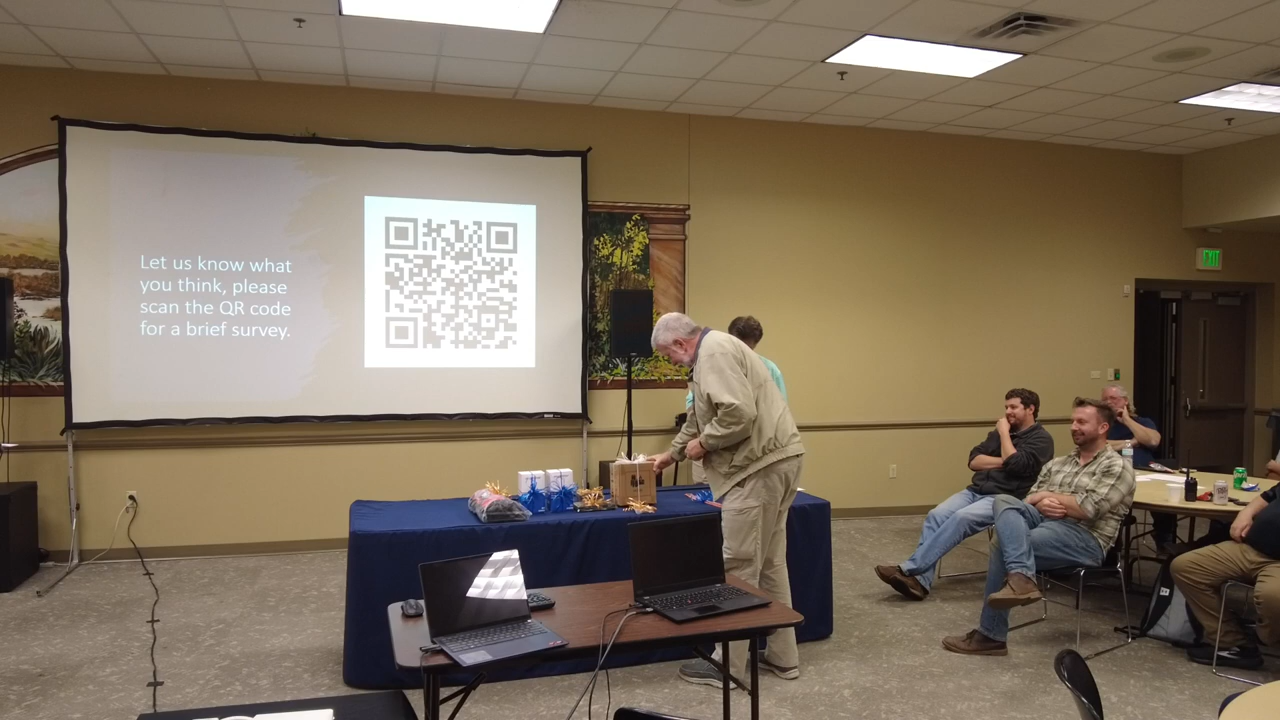 Let us know what
you think, please
scan the QR code
for a brief survey.
EXIT